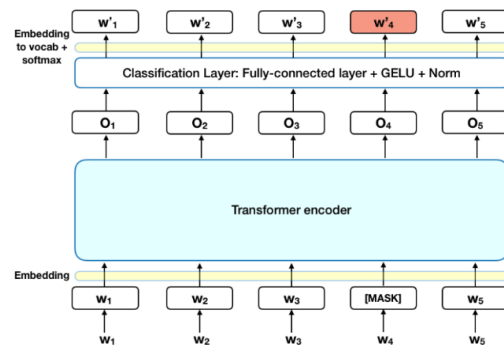 w'1 w'2 w'3 w'4 w'5
Embedding
to vocab +
softmax
Classification Layer: Fully-connected layer + GELU + Norm
O1 O2 O3 O4 O5
Transformer encoder
Embedding
W1 W2 W3 [MASK] W5
W1 W2 W3 W4 W5